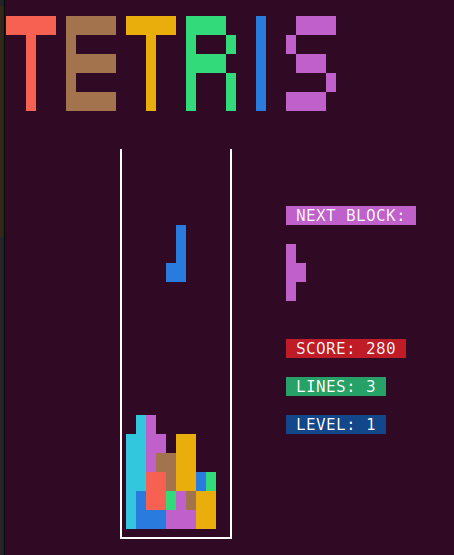 TETRIS
NEXT BLOCK:
SCORE: 280
LINES: 3
LEVEL: 1